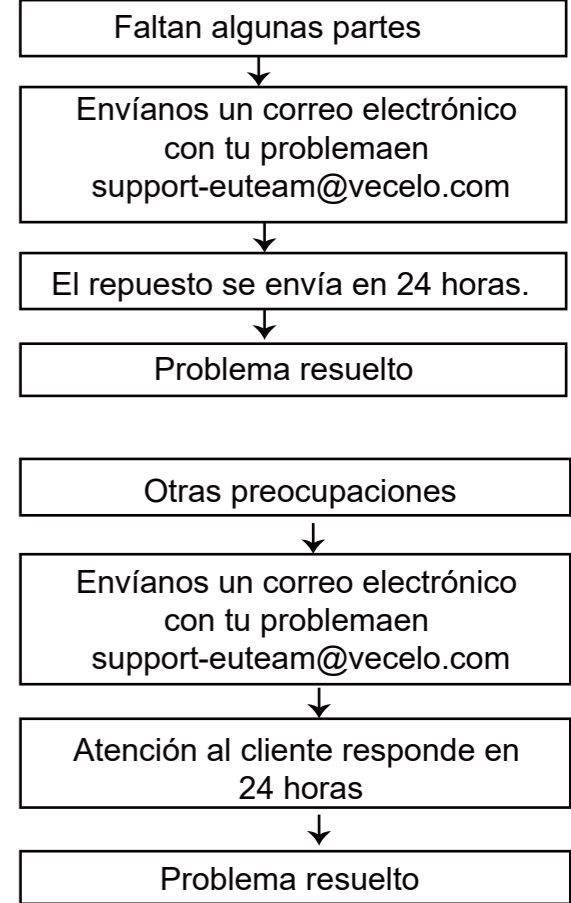 Faltan algunas partes
Envíanos un correo electrónico
con tu problemaen
support-euteam@vecelo.com
El repuesto se envía en 24 horas.
Problema resuelto
Otras preocupaciones
Envíanos un correo electrónico
con tu problemaen
support-euteam@vecelo.com
Atención al cliente responde en
24 horas
Problema resuelto